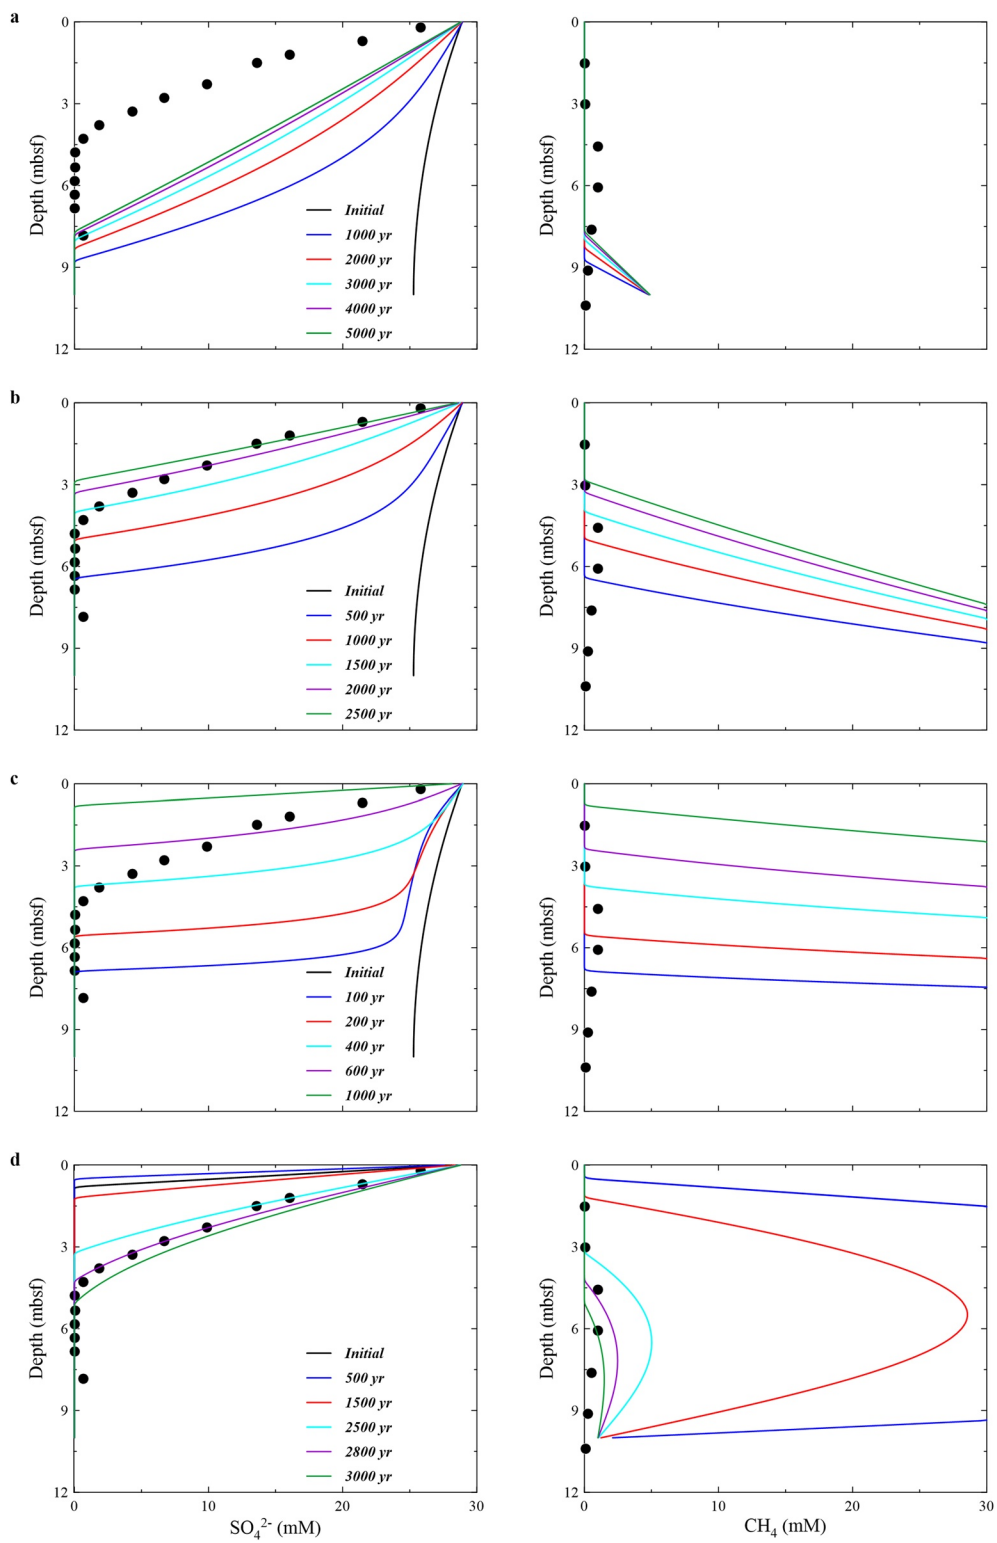 a
0
3
6
9
12
Depth (mbsf)
Initial
1000 yr
2000 yr
3000 yr
4000 yr
5000 yr
0
3
6
9
12
Depth (mbsf)
b
0
3
6
9
12
Depth (mbsf)
Initial
500 yr
1000 yr
1500 yr
2000 yr
2500 yr
0
3
6
9
12
Depth (mbsf)
c
0
3
6
9
12
Depth (mbsf)
Initial
100 yr
200 yr
400 yr
600 yr
1000 yr
0
3
6
9
12
Depth (mbsf)
d
0
3
6
9
12
Depth (mbsf)
Initial
500 yr
1500 yr
2500 yr
2800 yr
3000 yr
0 10 20 30
SO₄²⁻ (mM)
0
3
6
9
12
Depth (mbsf)
0 10 20 30
CH₄ (mM)